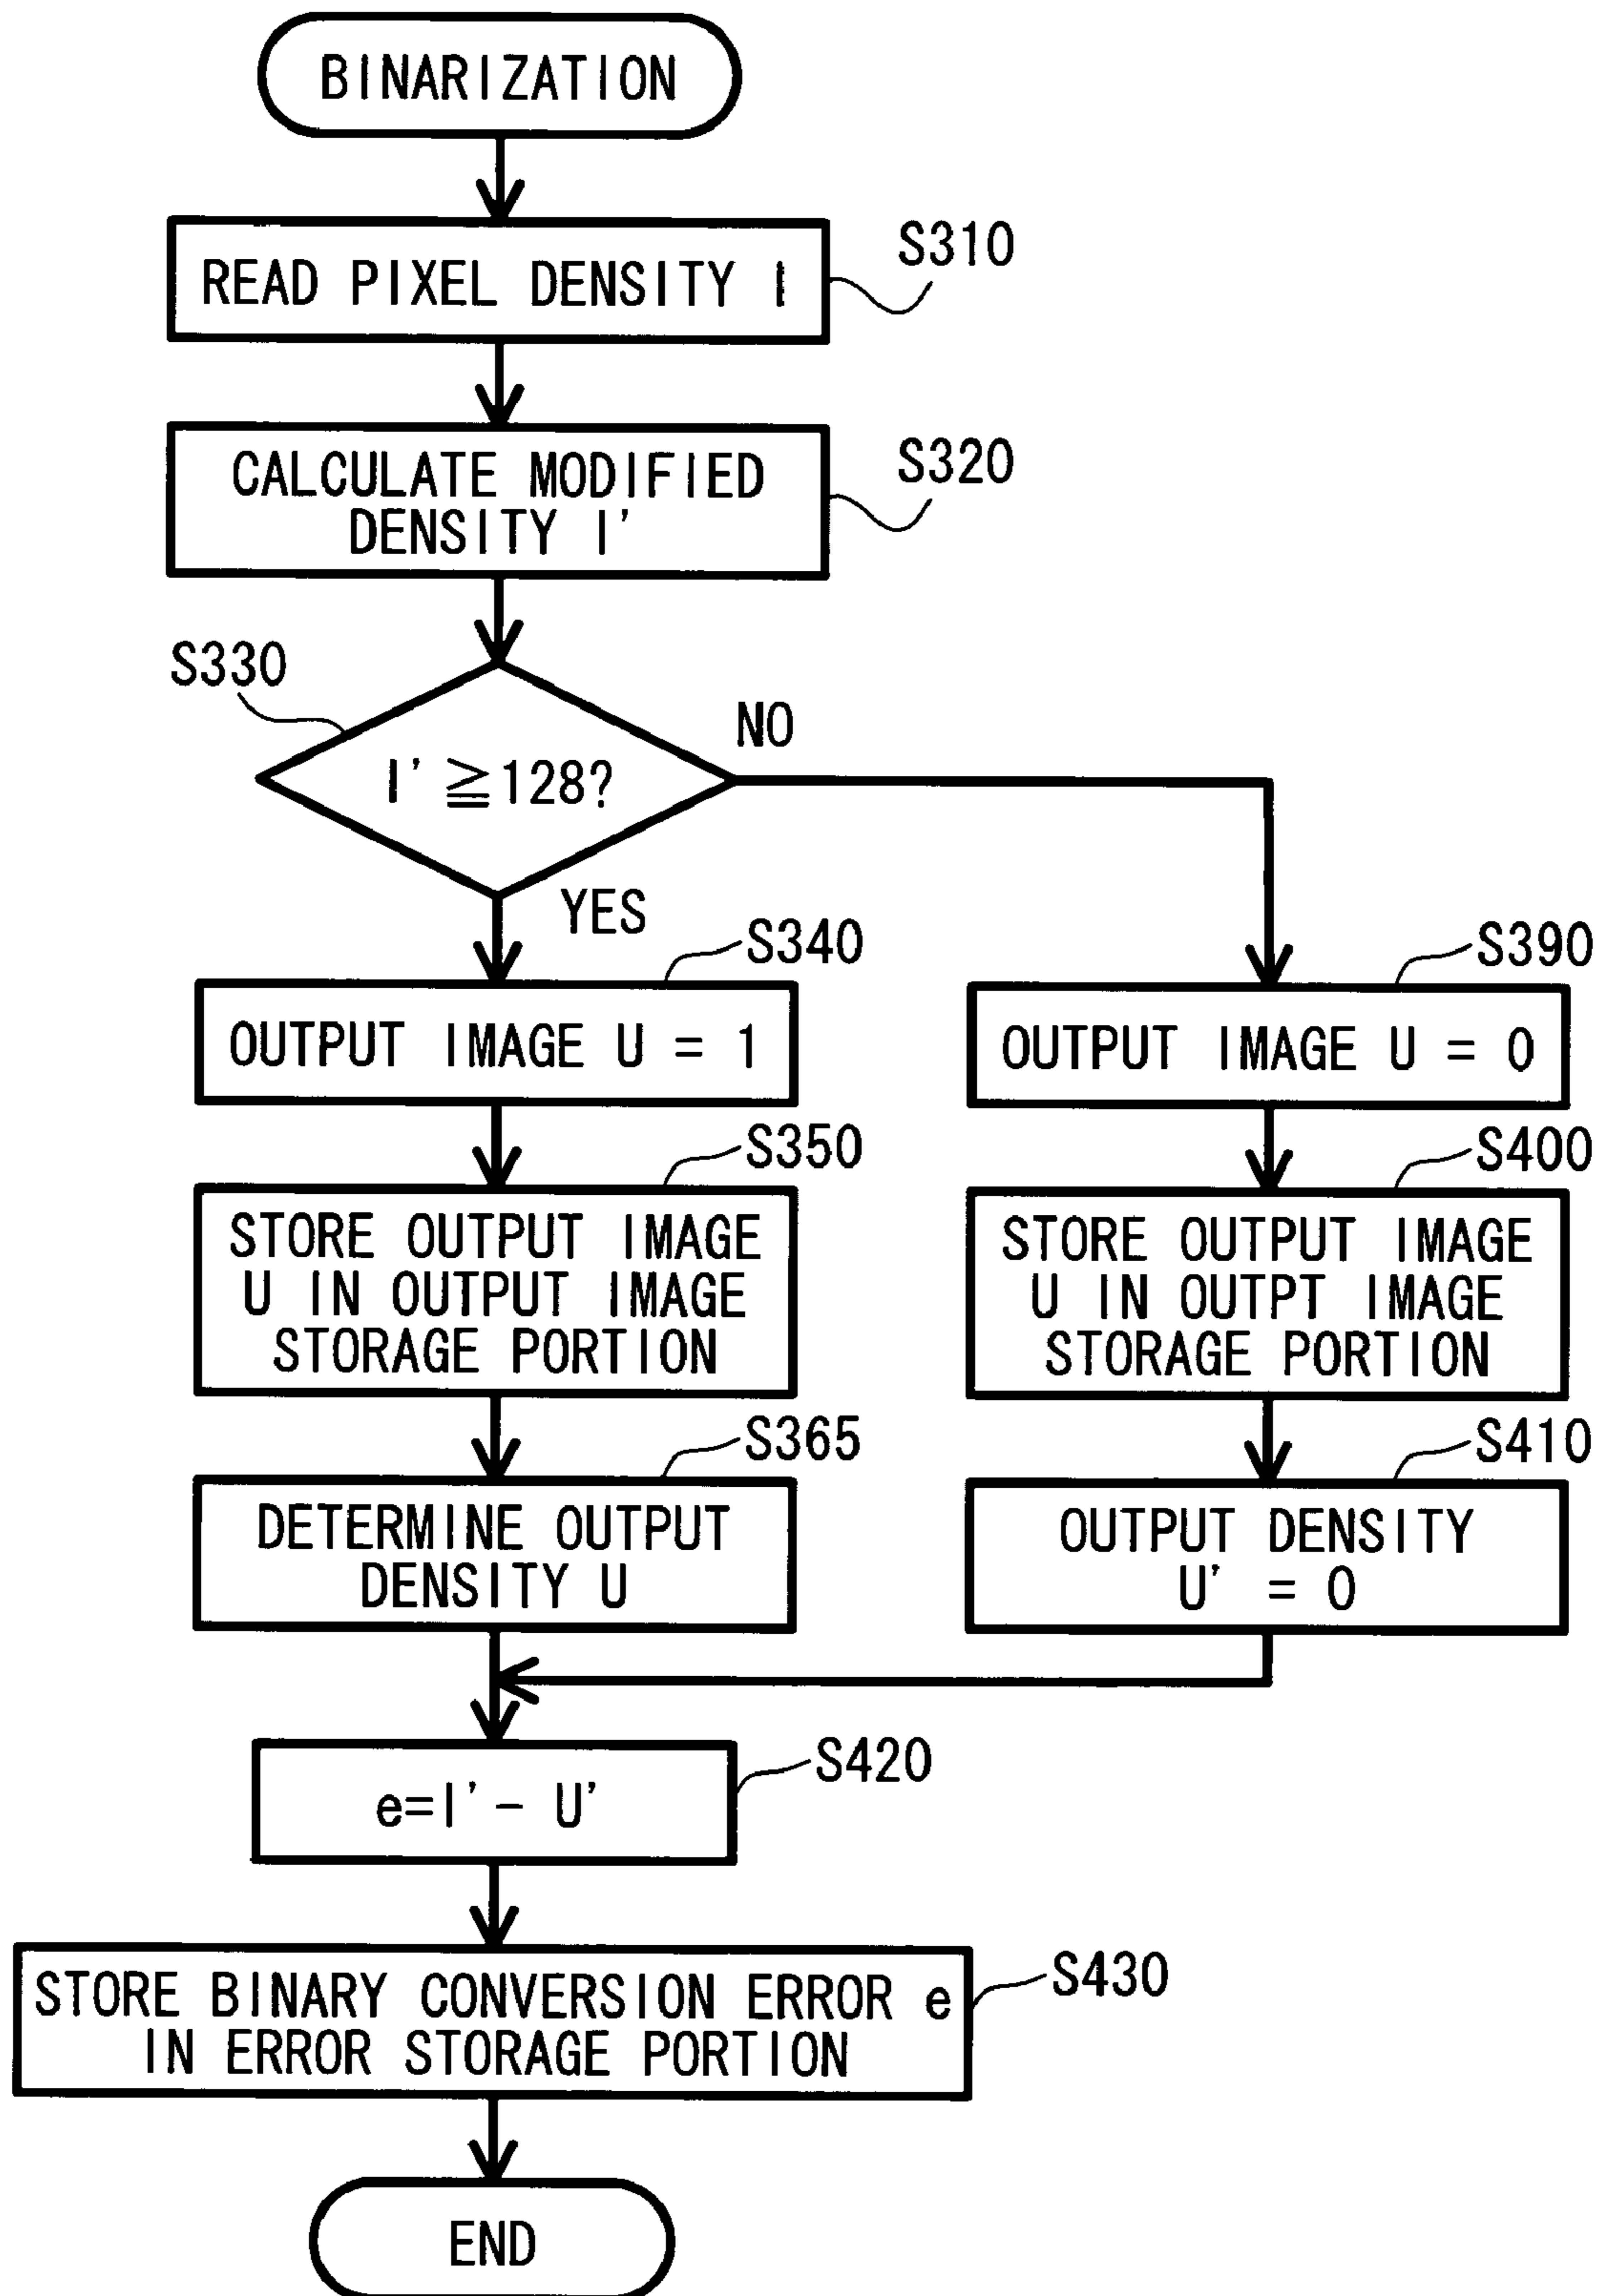 BINARIZATION
S310
READ PIXEL DENSITY I
S320
CALCULATE MODIFIED
DENSITY I'
S330
NO
I' ≧128?
YES
S340
OUTPUT IMAGE U = 1
S390
OUTPUT IMAGE U = 0
S350
STORE OUTPUT IMAGE
U IN OUTPUT IMAGE
STORAGE PORTION
S400
STORE OUTPUT IMAGE
U IN OUTPT IMAGE
STORAGE PORTION
S365
DETERMINE OUTPUT
DENSITY U
S410
OUTPUT DENSITY
U' = 0
S420
e=I'- U'
S430
STORE BINARY CONVERSION ERROR e
IN ERROR STORAGE PORTION
END